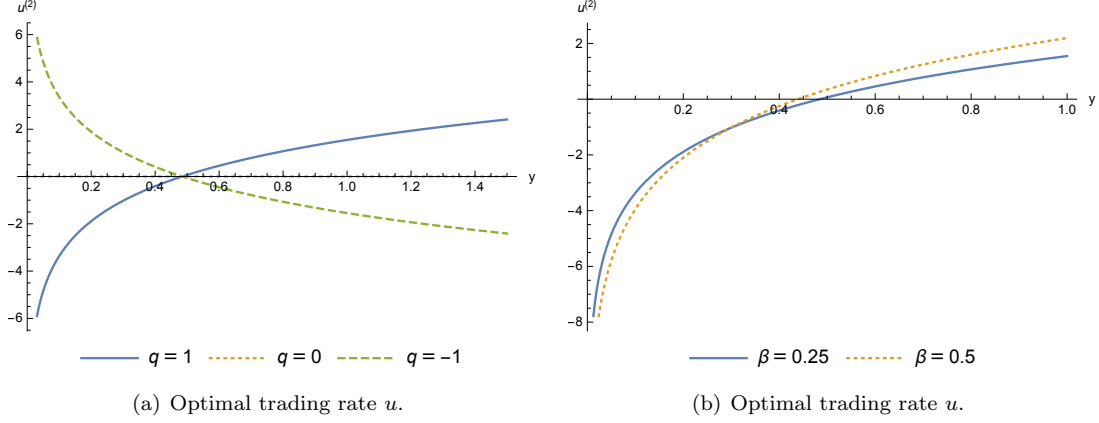 u(2)
6
4
2
−2
−4
−6
0.2 0.4 0.6 0.8 1.0 1.2 1.4 y
q = 1 q = 0 q = −1
(a) Optimal trading rate u.
u(2)
2
−2
−4
−6
−8
0.2 0.4 0.6 0.8 1.0 y
β = 0.25 β = 0.5
(b) Optimal trading rate u.